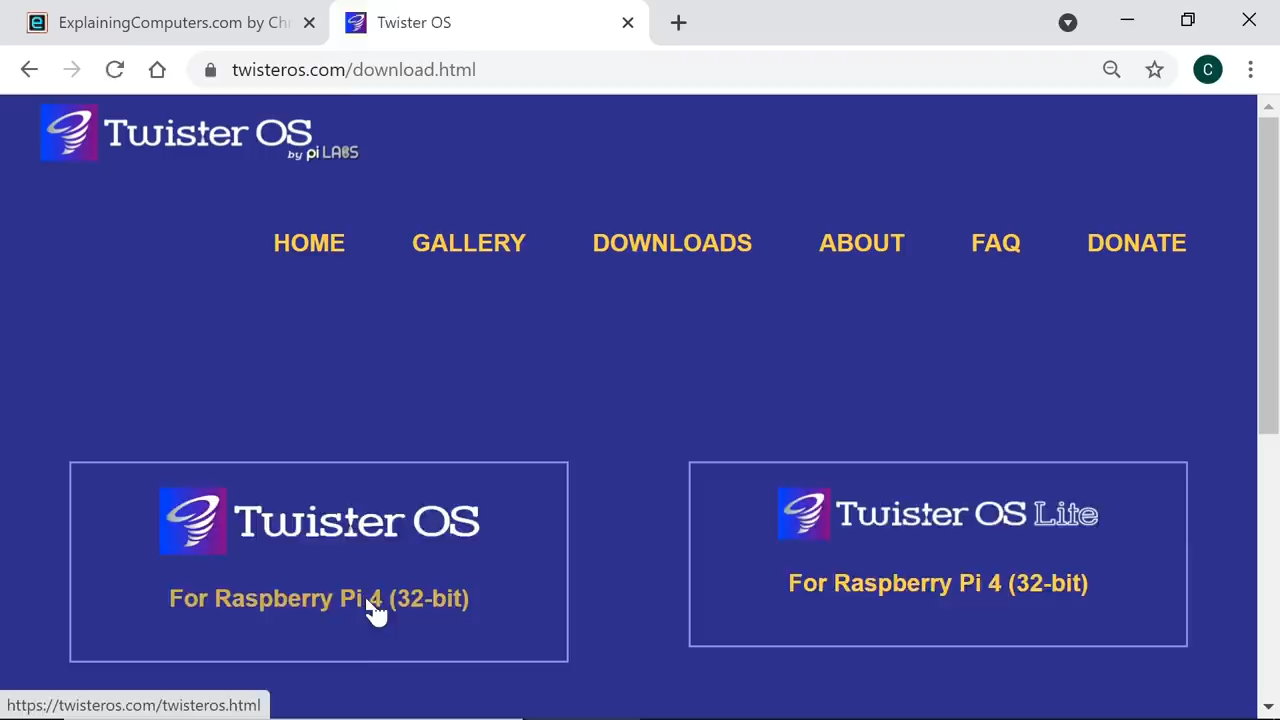 ExplainingComputers.com by Ch
Twister OS
twisteros.com/download.html
C
Twister OS
by pi LABS
HOME GALLERY DOWNLOADS ABOUT FAQ DONATE
Twister OS
For Raspberry Pi 4 (32-bit)
Twister OS Lite
For Raspberry Pi 4 (32-bit)
https://twisteros.com/twisteros.html